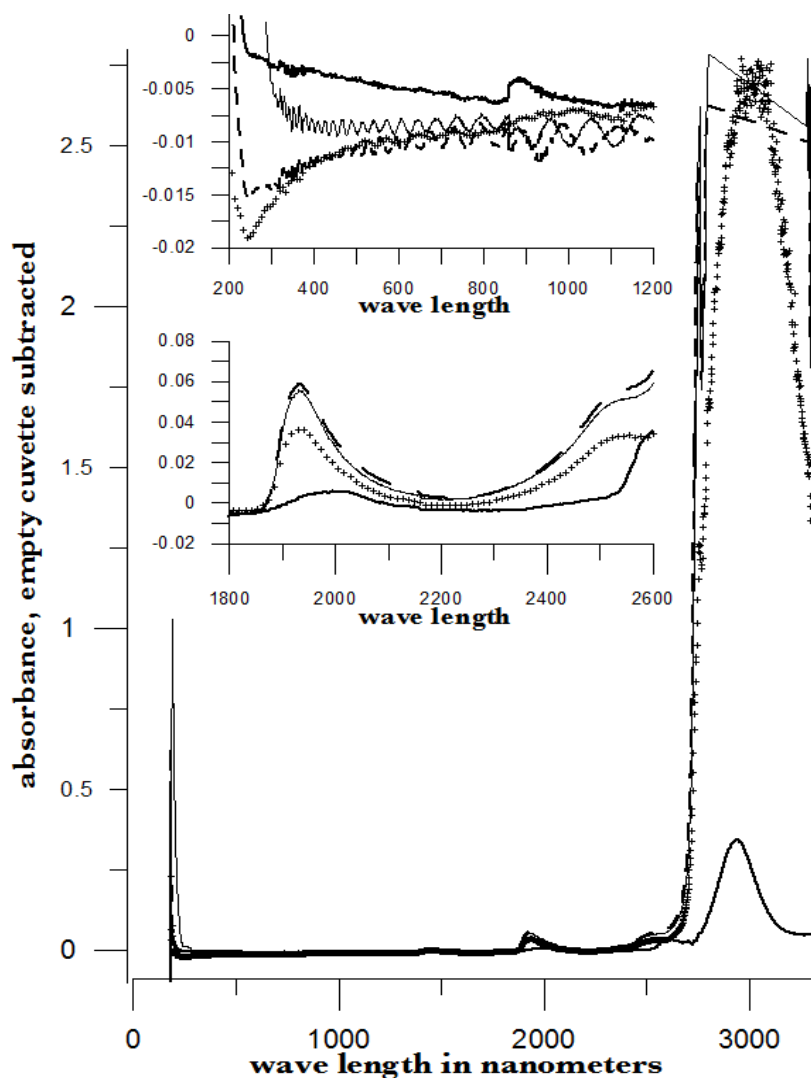 0
-0.005
-0.01
-0.015
-0.02
200 400 600 800 1000 1200
wave length
0.08
0.06
0.04
0.02
0
-0.02
1800 2000 2200 2400 2600
wave length
absorbance, empty cuvette subtracted
2.5
2
1.5
1
0.5
0
0 1000 2000 3000
wave length in nanometers